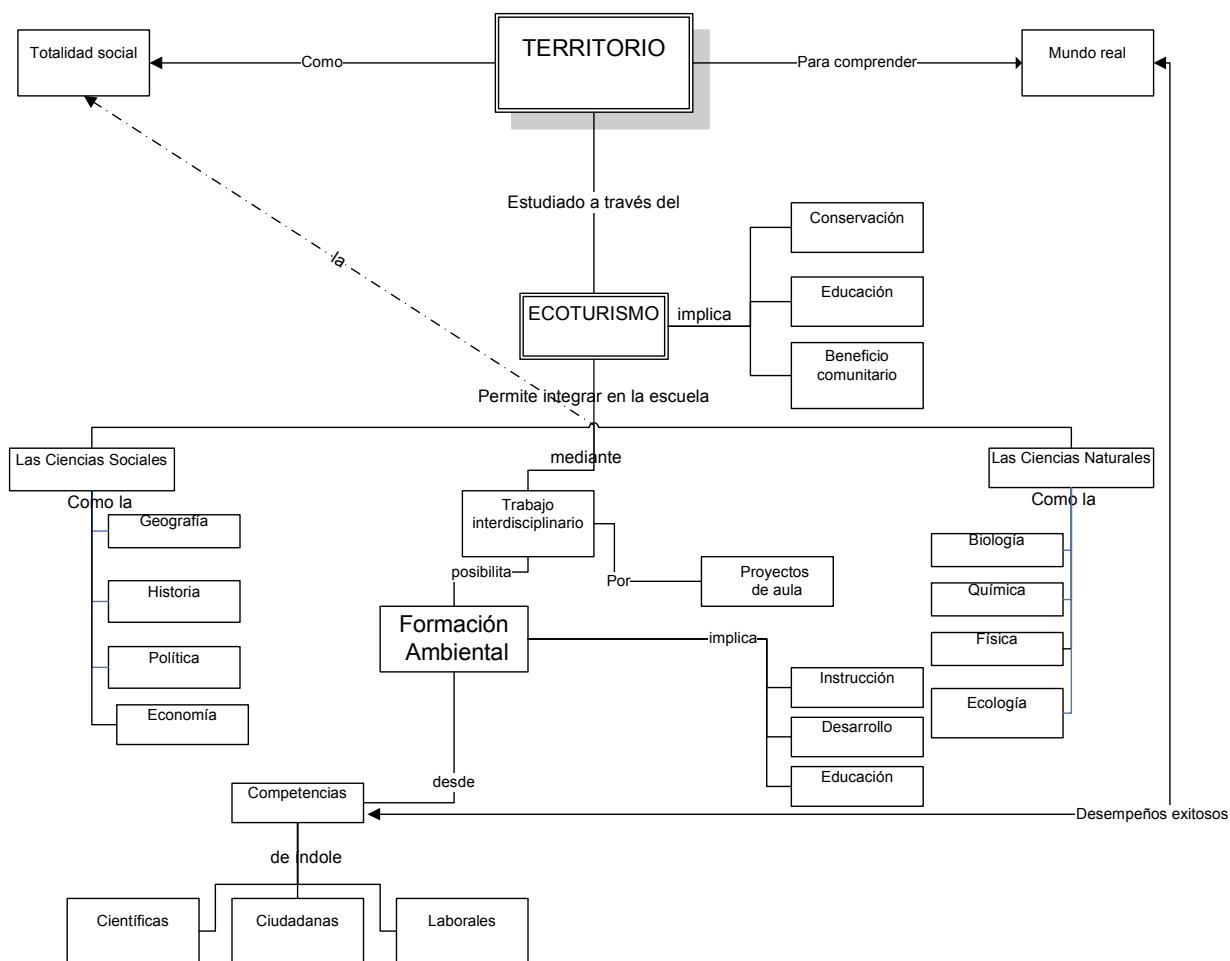 TERRITORIO
Totalidad social
Como
Para comprender
Mundo real
Estudiado a través del
Conservación
la
Educación
ECOTURISMO
implica
Beneficio
comunitario
Permite integrar en la escuela
Las Ciencias Sociales
mediante
Las Ciencias Naturales
Como la
Como la
Geografía
Trabajo
interdisciplinario
Biología
posibilita
Por
Proyectos
de aula
Historia
Química
Formación
Ambiental
implica
Física
Política
Instrucción
Ecología
Economía
Desarrollo
Educación
desde
Competencias
Desempeños exitosos
de índole
Científicas
Ciudadanas
Laborales